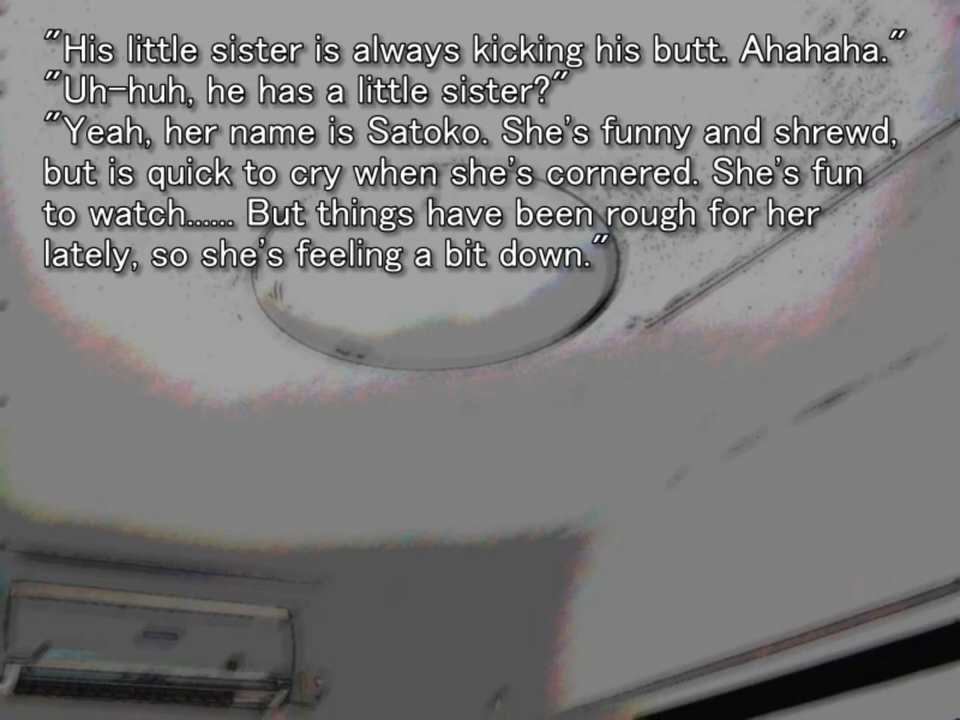 "His little sister is always kicking his butt. Ahahaha."
"Uh-huh, he has a little sister?"
"Yeah, her name is Satoko. She's funny and shrewd,
but is quick to cry when she's cornered. She's fun
to watch...... But things have been rough for her
lately, so she's feeling a bit down."